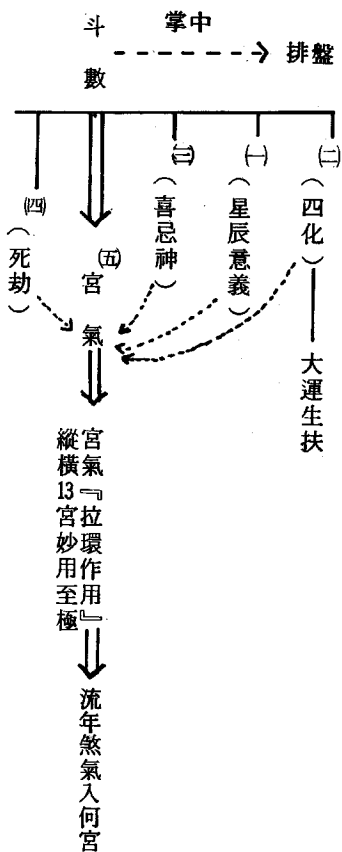 斗數
掌中
排盤
㈡
（四化）
大運生扶
㈠
（星辰意義）
㈢
（喜忌神）
㈤
宮氣
㈣
（死劫）
宮氣『拉環作用』
縱橫13宮妙用至極
流年煞氣入何宮